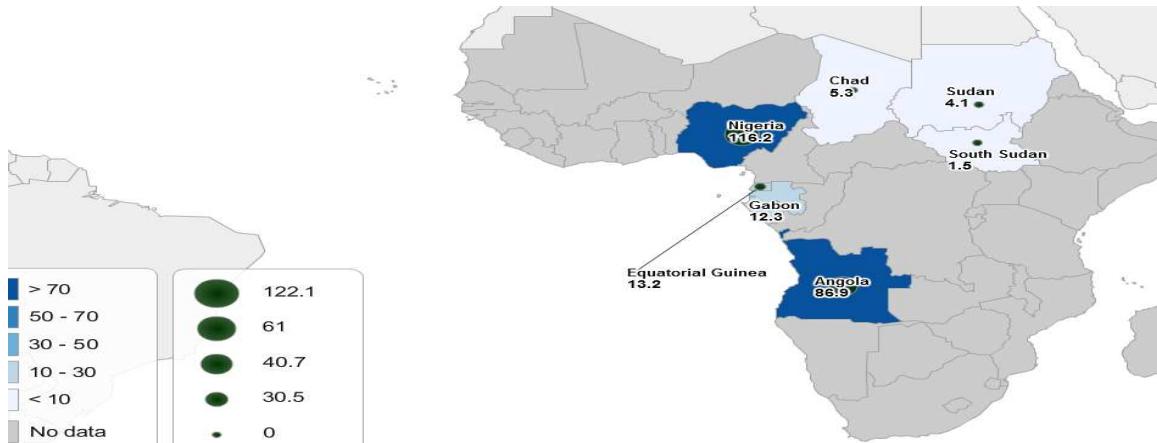 Chad
5.3
Sudan
4.1
Nigeria
116.2
South Sudan
1.5
Gabon
12.3
Equatorial Guinea
13.2
Angola
86.9
> 70
50 - 70
30 - 50
10 - 30
< 10
No data
122.1
61
40.7
30.5
0